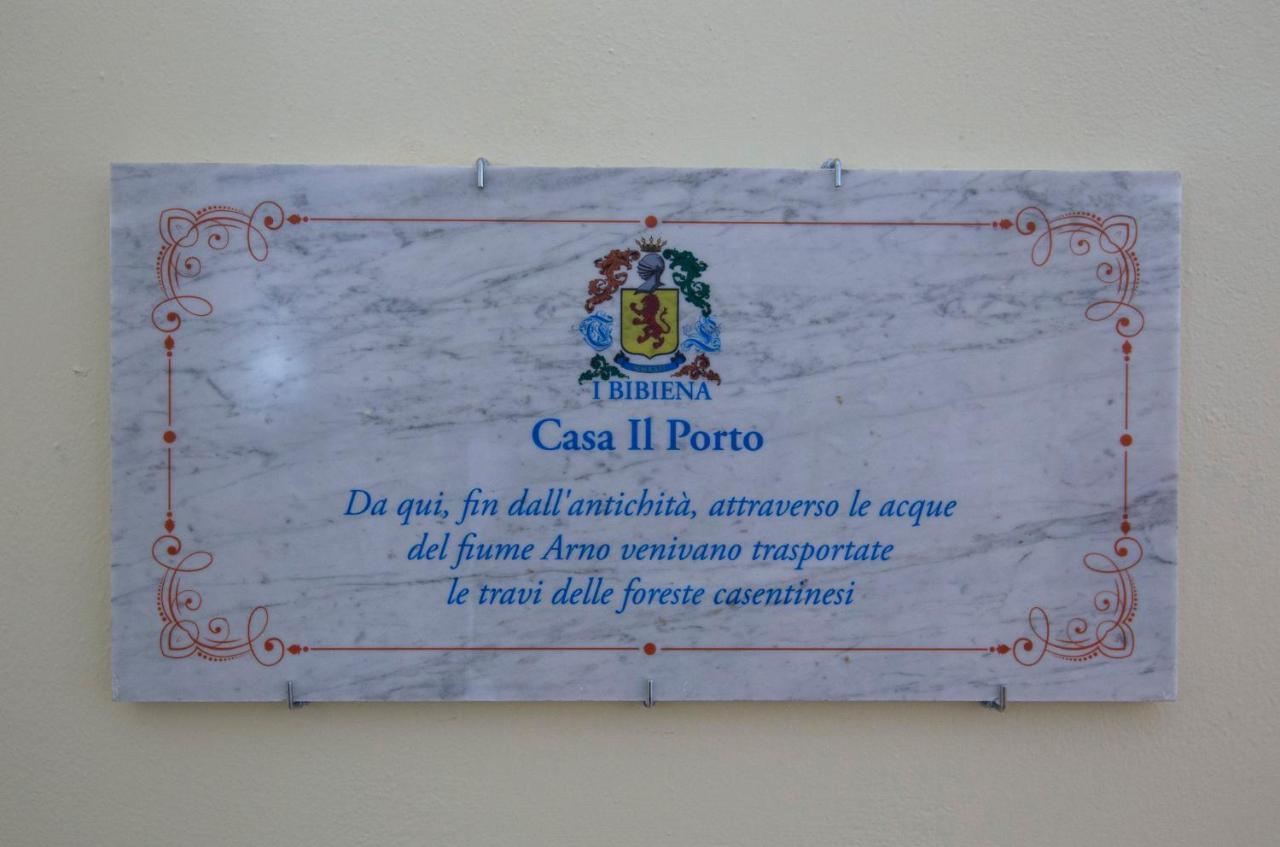 I BIBIENA
Casa Il Porto
Da qui, fin dall'antichità, attraverso le acque
del fiume Arno venivano trasportate
le travi delle foreste casentinesi